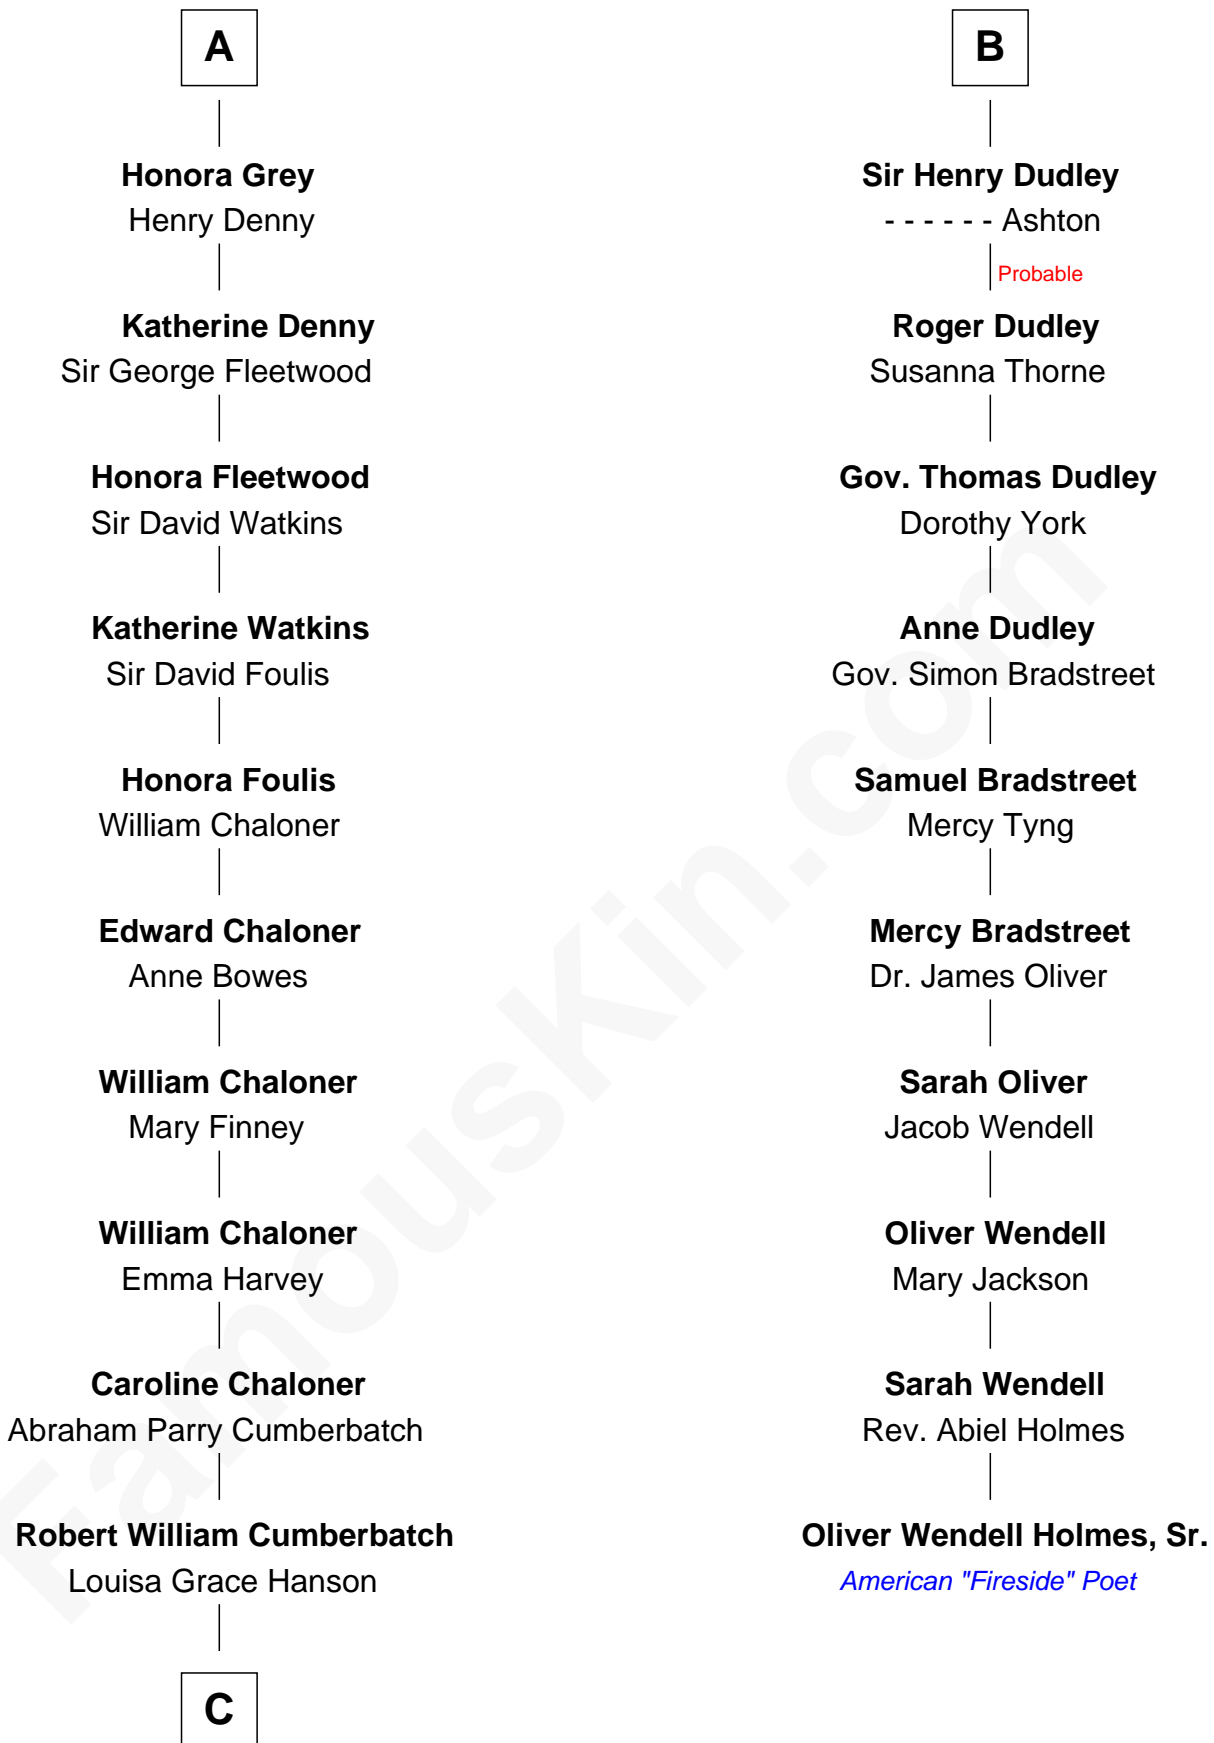 A
Honora Grey
Henry Denny
Katherine Denny
Sir George Fleetwood
Honora Fleetwood
Sir David Watkins
Katherine Watkins
Sir David Foulis
Honora Foulis
William Chaloner
Edward Chaloner
Anne Bowes
William Chaloner
Mary Finney
William Chaloner
Emma Harvey
Caroline Chaloner
Abraham Parry Cumberbatch
Robert William Cumberbatch
Louisa Grace Hanson
C
B
Sir Henry Dudley
- - - - - - Ashton
Probable
Roger Dudley
Susanna Thorne
Gov. Thomas Dudley
Dorothy York
Anne Dudley
Gov. Simon Bradstreet
Samuel Bradstreet
Mercy Tyng
Mercy Bradstreet
Dr. James Oliver
Sarah Oliver
Jacob Wendell
Oliver Wendell
Mary Jackson
Sarah Wendell
Rev. Abiel Holmes
Oliver Wendell Holmes, Sr.
American "Fireside" Poet
FamousKin.com